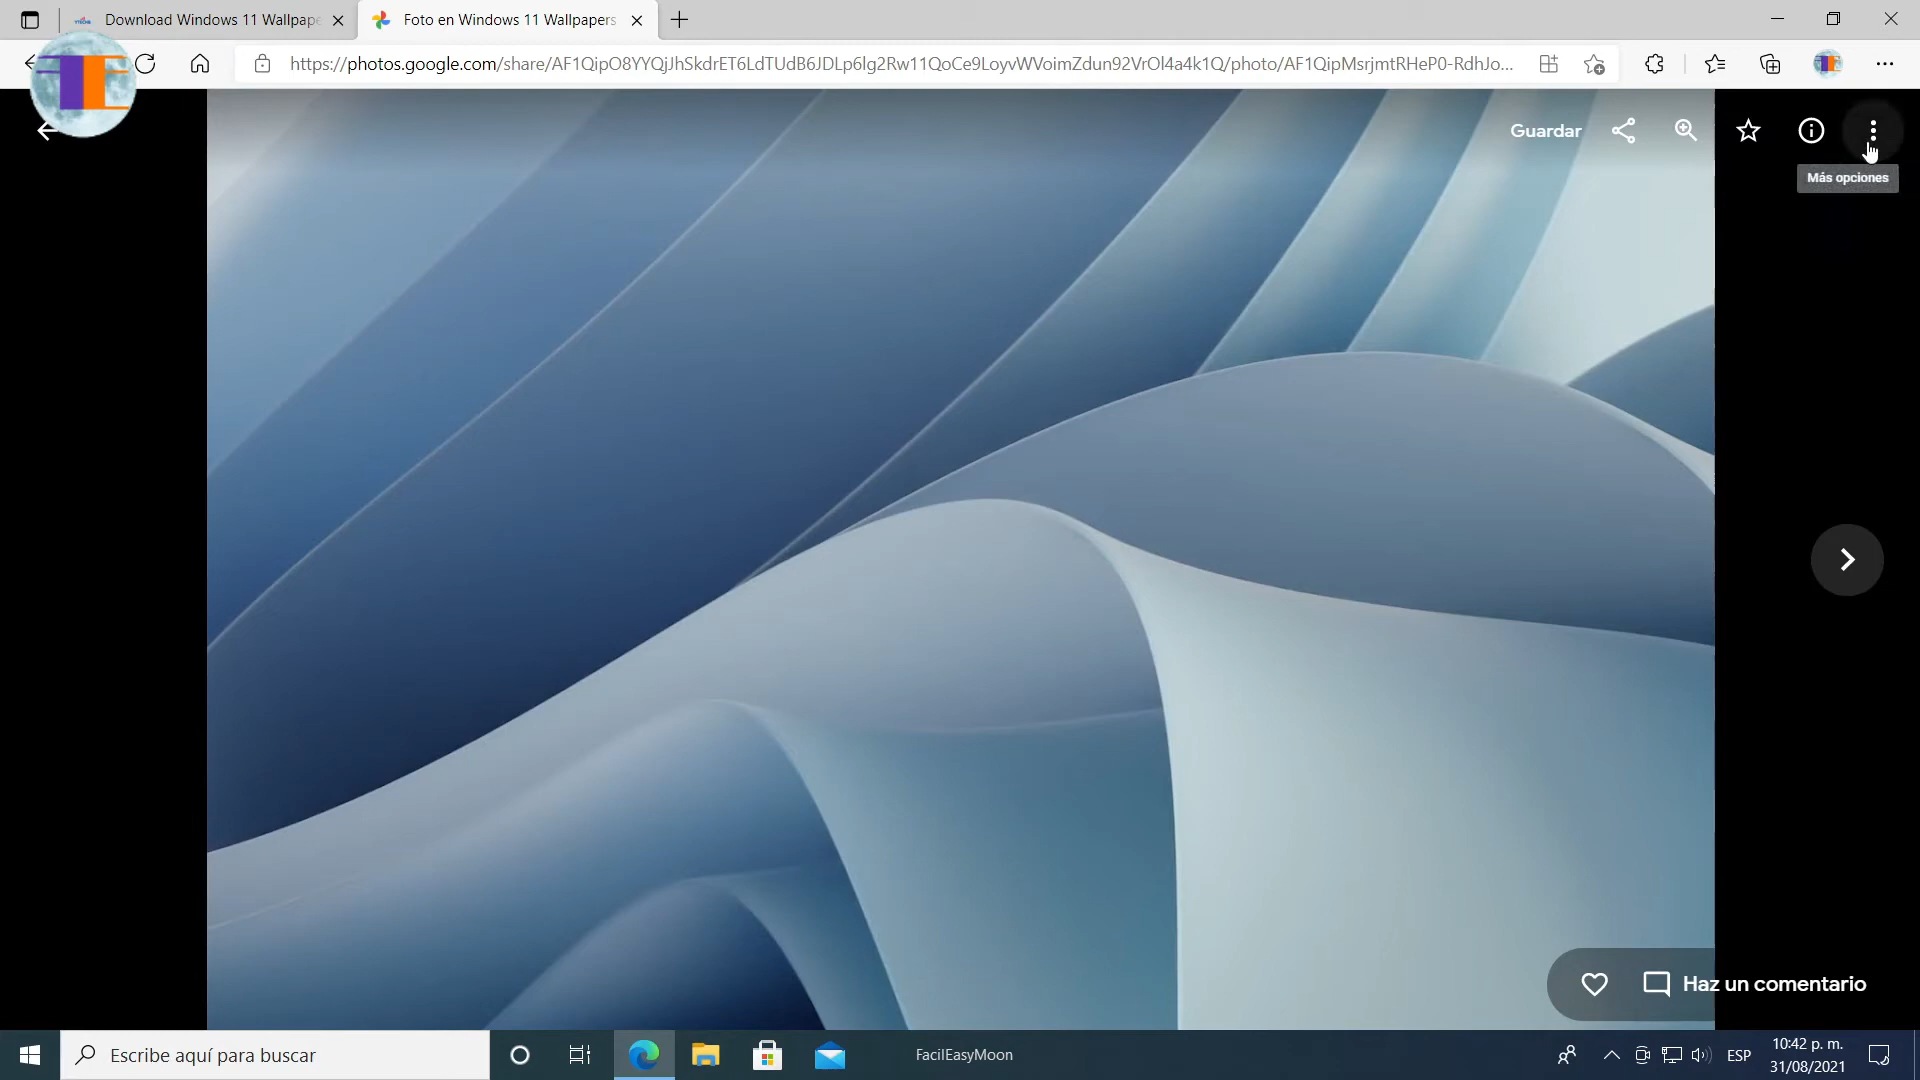 Download Windows 11 Wallpape
Foto en Windows 11 Wallpapers
https://photos.google.com/share/AF1QipO8YYQjJhSkdrET6LdTUdB6JDLp6lg2Rw11QoCe9LoyvWVoimZdun92VrOl4a4k1Q/photo/AF1QipMsrjmtRHeP0-RdhJo...
Guardar
Más opciones
Haz un comentario
Escribe aquí para buscar
FacilEasyMoon
ESP
10:42 p. m.
31/08/2021